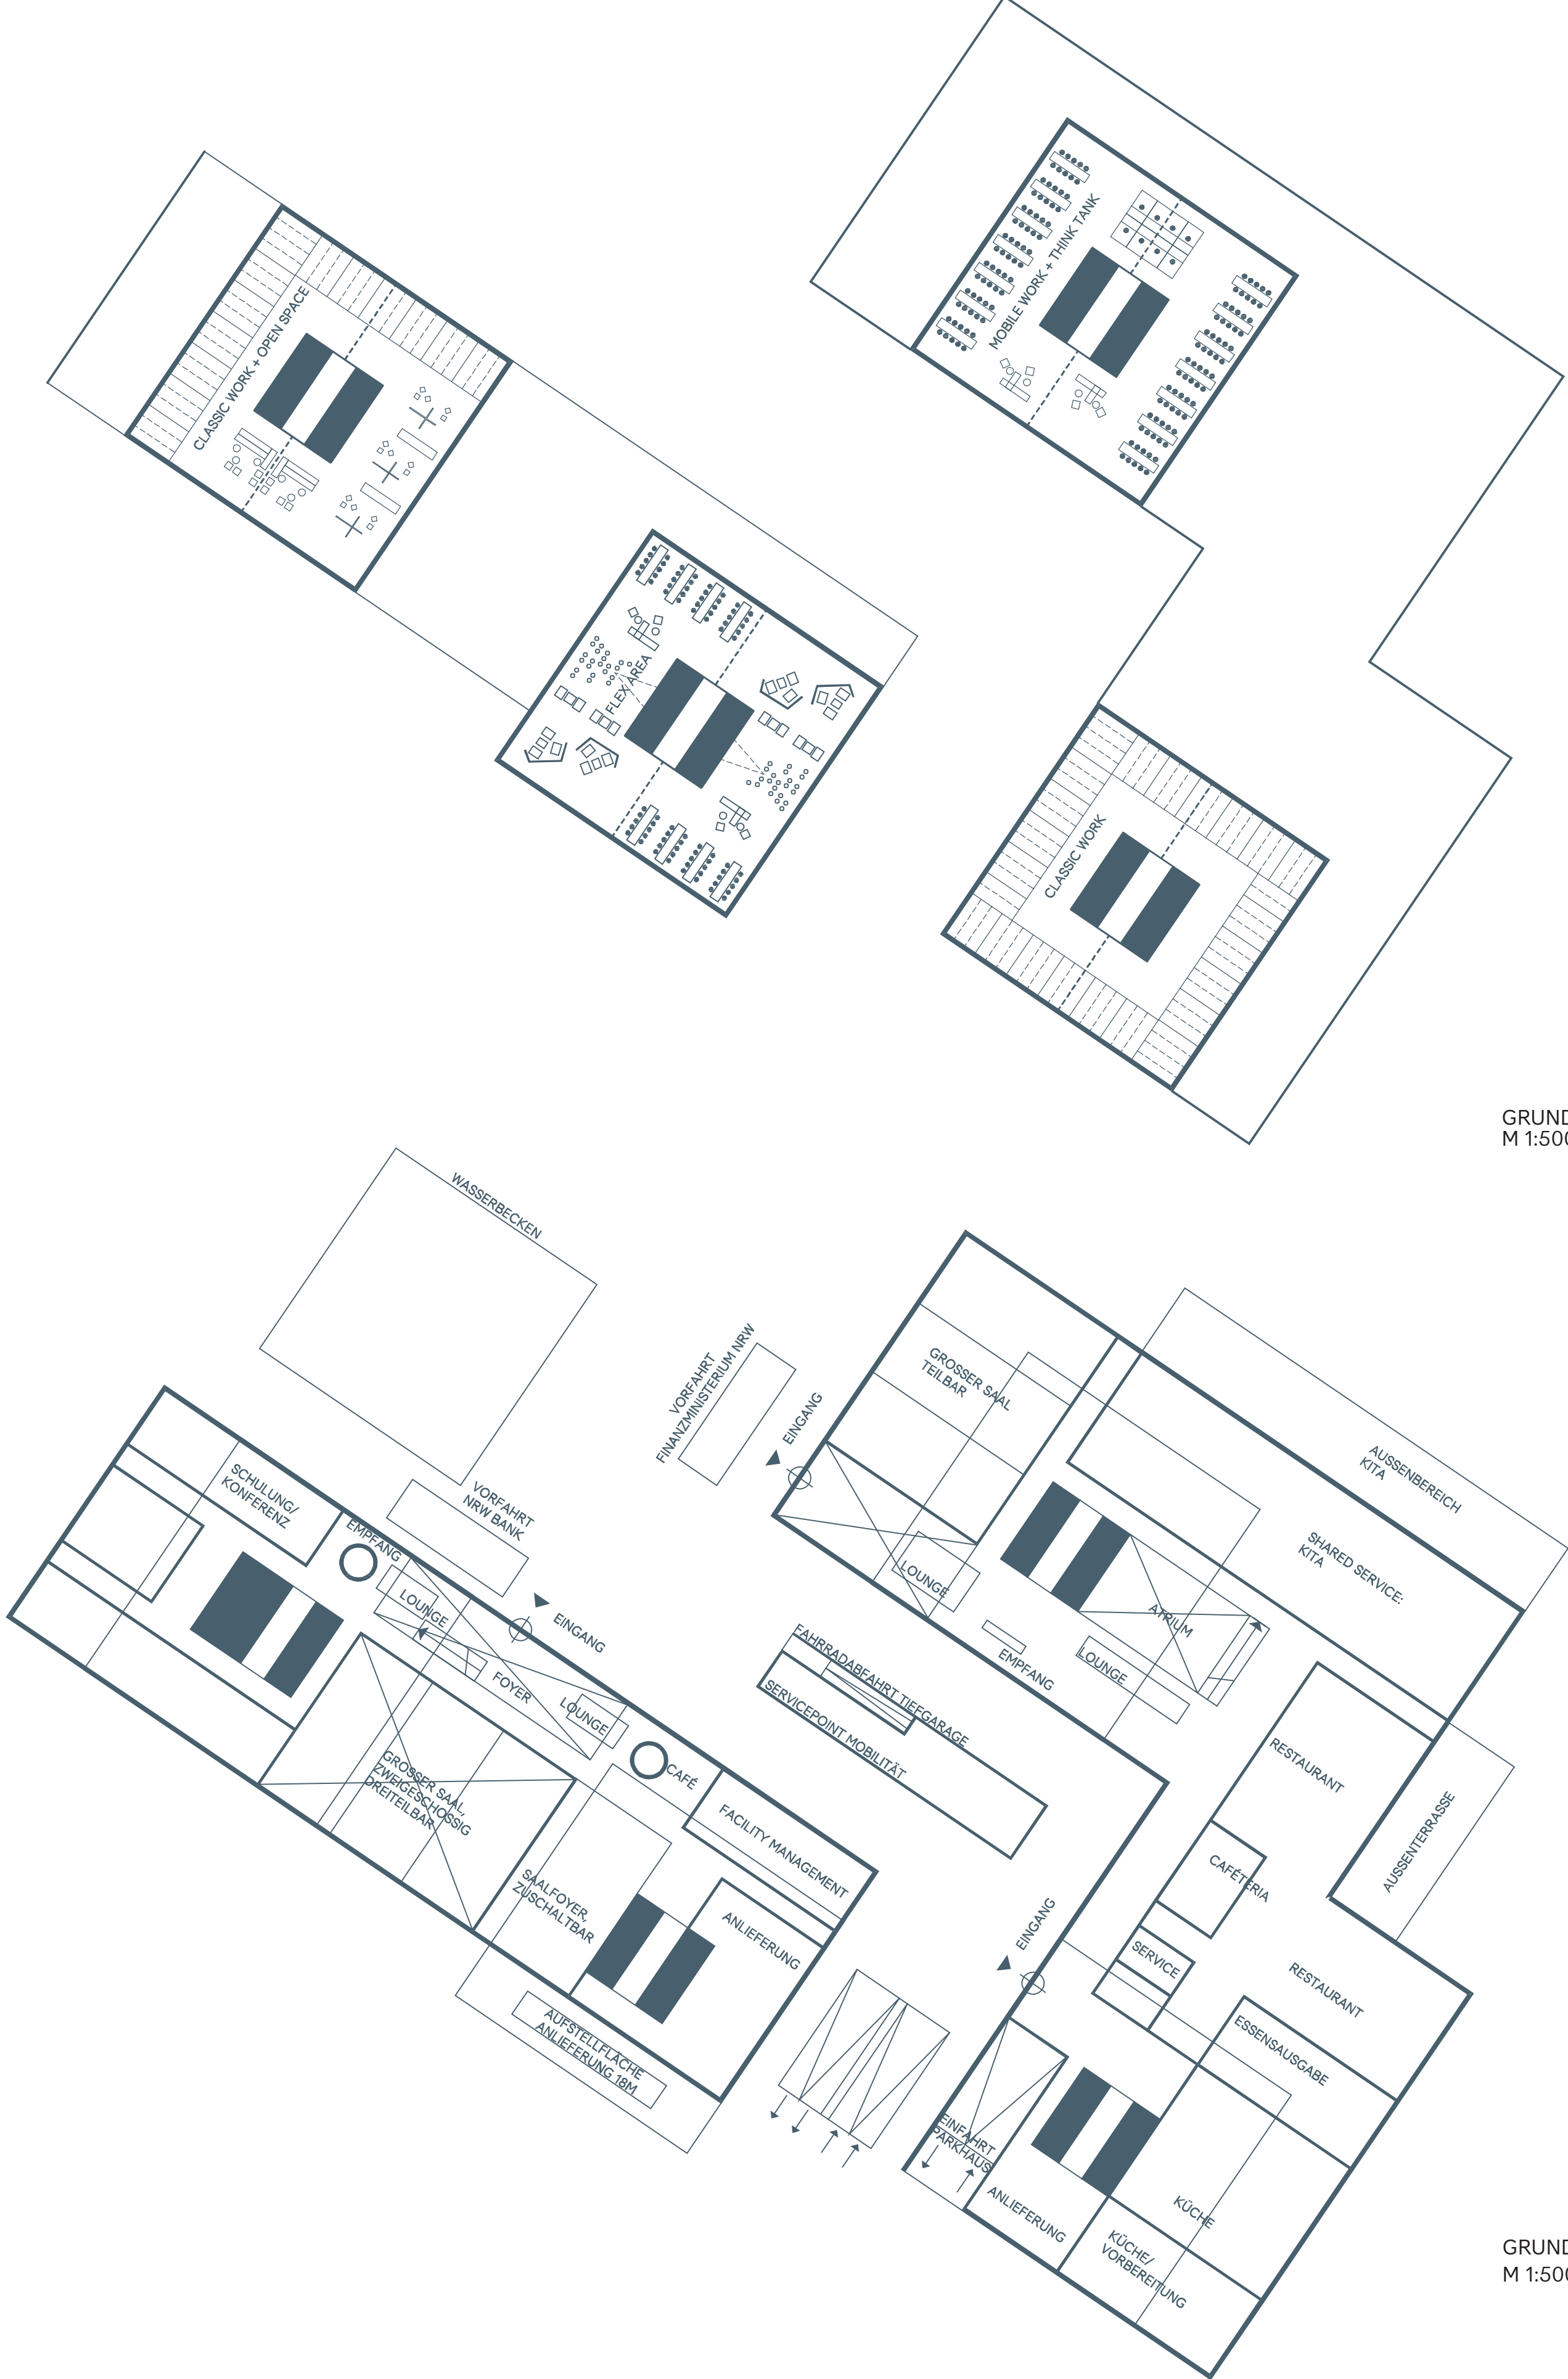 MOBILE WORK + THINK TANK
CLASSIC WORK + OPEN SPACE
FLEX AREA
CLASSIC WORK
GRUND
M 1:500
WASSERBECKEN
VORFAHRT
FINANZMINISTERIUM NRW
EINGANG
GROSSER SAAL
TEILBAR
AUSSENBEREICH
KITA
SHARED SERVICE:
KITA
SCHULUNG/
KONFERENZ
VORFAHRT
NRW BANK
EMPFANG
LOUNGE
EINGANG
FOYER
LOUNGE
LOUNGE
ATRIUM
EMPFANG
LOUNGE
FAHRRADABFAHRT TIEFGARAGE
SERVICEPOINT MOBILITÄT
GROSSER SAAL,
ZWEIGESCHOSSIG
DREITEILBAR
CAFÉ
FACILITY MANAGEMENT
RESTAURANT
AUSSENTERRASSE
SAALFOYER,
ZUSCHALTBAR
ANLIEFERUNG
CAFÉTERIA
EINGANG
SERVICE
RESTAURANT
ESSENSAUSGABE
AUFSTELLFLÄCHE
ANLIEFERUNG 18M
EINFAHRT
PARKHAUS
ANLIEFERUNG
KÜCHE
KÜCHE/
VORBEREITUNG
GRUND
M 1:500